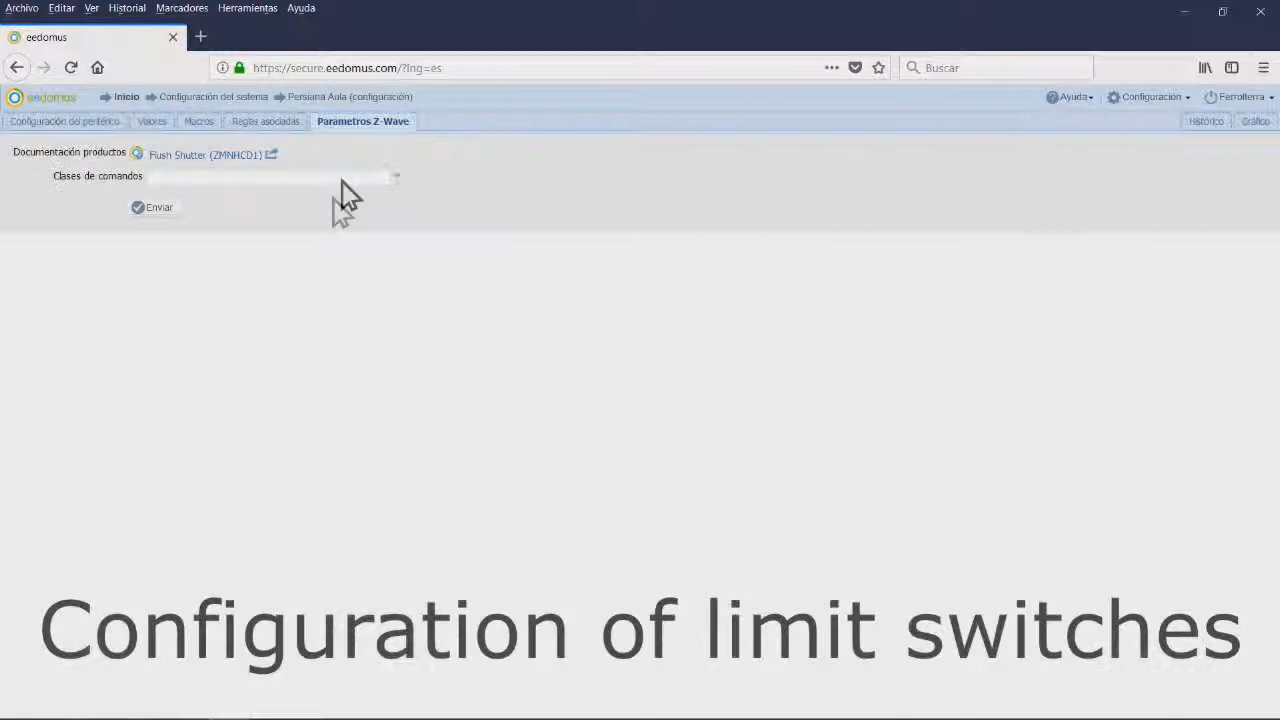 Archivo Editar Ver Historial Marcadores Herramientas Ayuda
eedomus
https://secure.eedomus.com/?lng=es
Buscar
eedomus Inicio Configuración del sistema Persiana Aula (configuración) Ayuda Configuración Ferrolterra
Configuración del periférico Valores Macros Reglas asociadas Parametros Z-Wave Histórico Gráfico
Documentación productos Flush Shutter (ZMNHCD1)
Clases de comandos
Enviar
Configuration of limit switches